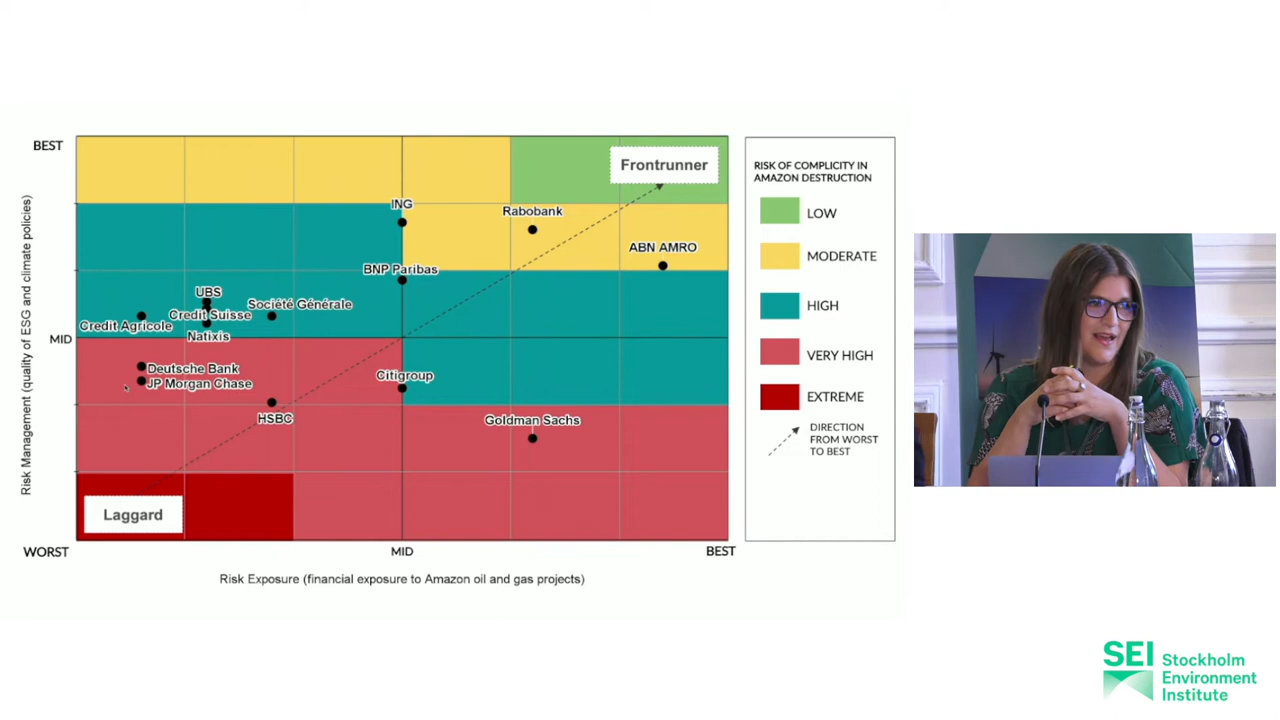 BEST
Risk Management (quality of ESG and climate policies)
MID
WORST
Frontrunner
ING
Rabobank
ABN AMRO
BNP Paribas
UBS
Société Générale
Credit Suisse
Credit Agricole
Natixis
Deutsche Bank
JP Morgan Chase
Citigroup
HSBC
Goldman Sachs
Laggard
MID
BEST
Risk Exposure (financial exposure to Amazon oil and gas projects)
RISK OF COMPLICITY IN
AMAZON DESTRUCTION
LOW
MODERATE
HIGH
VERY HIGH
EXTREME
DIRECTION
FROM WORST
TO BEST
SEI
Stockholm
Environment
Institute